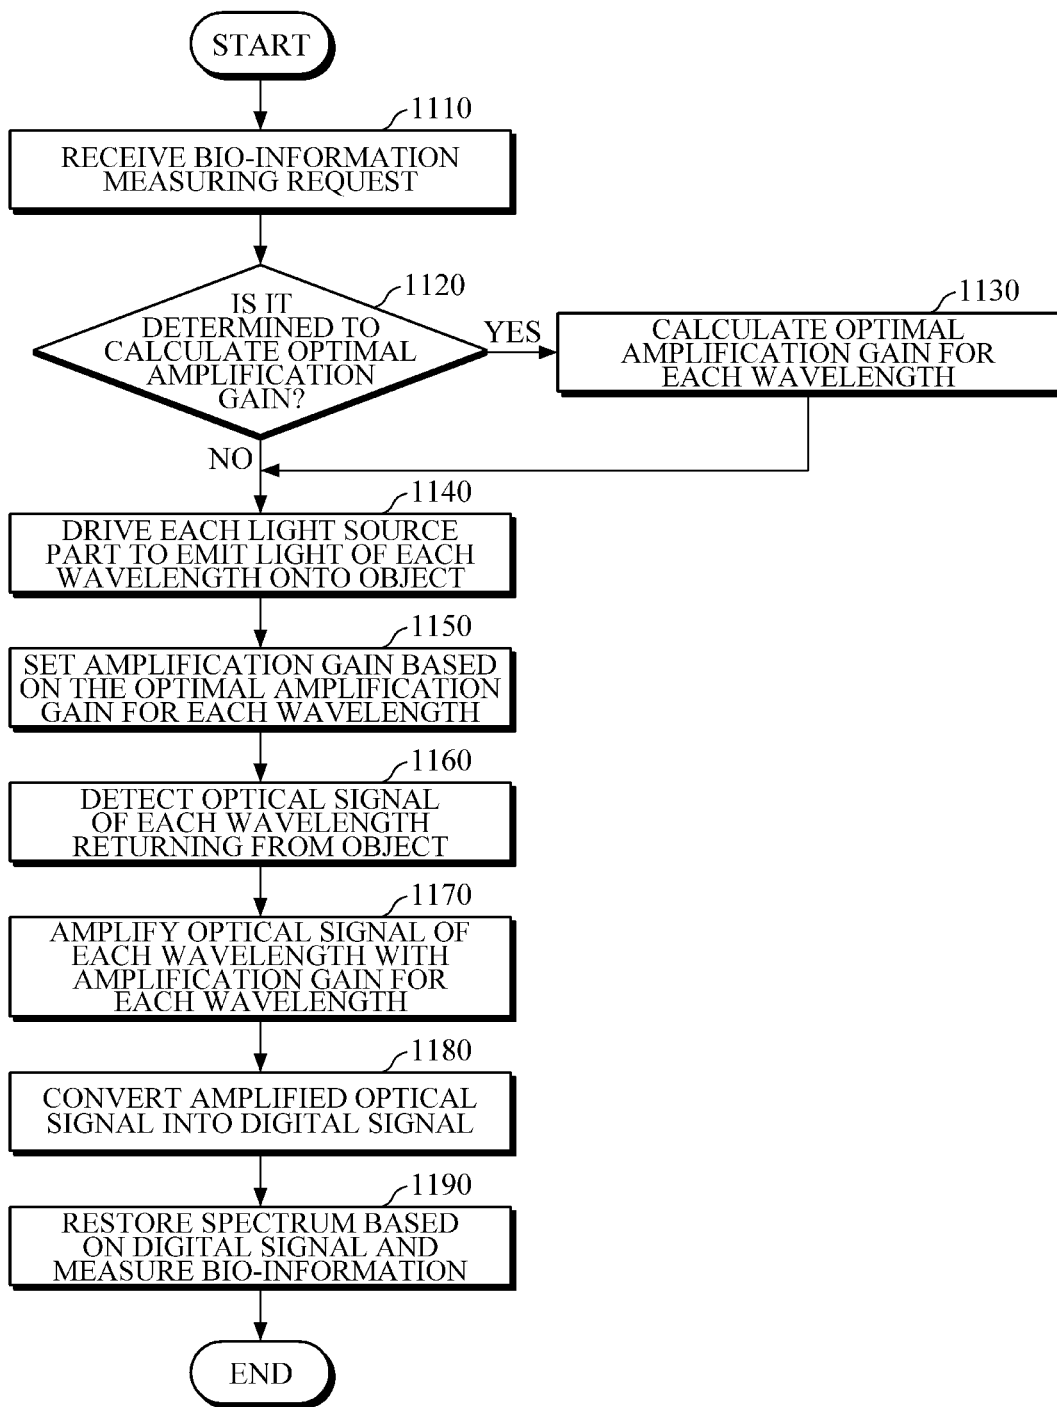 START
1110
RECEIVE BIO-INFORMATION
MEASURING REQUEST
1120
IS IT
DETERMINED TO
CALCULATE OPTIMAL
AMPLIFICATION
GAIN?
YES
1130
CALCULATE OPTIMAL
AMPLIFICATION GAIN FOR
EACH WAVELENGTH
NO
1140
DRIVE EACH LIGHT SOURCE
PART TO EMIT LIGHT OF EACH
WAVELENGTH ONTO OBJECT
1150
SET AMPLIFICATION GAIN BASED
ON THE OPTIMAL AMPLIFICATION
GAIN FOR EACH WAVELENGTH
1160
DETECT OPTICAL SIGNAL
OF EACH WAVELENGTH
RETURNING FROM OBJECT
1170
AMPLIFY OPTICAL SIGNAL OF
EACH WAVELENGTH WITH
AMPLIFICATION GAIN FOR
EACH WAVELENGTH
1180
CONVERT AMPLIFIED OPTICAL
SIGNAL INTO DIGITAL SIGNAL
1190
RESTORE SPECTRUM BASED
ON DIGITAL SIGNAL AND
MEASURE BIO-INFORMATION
END